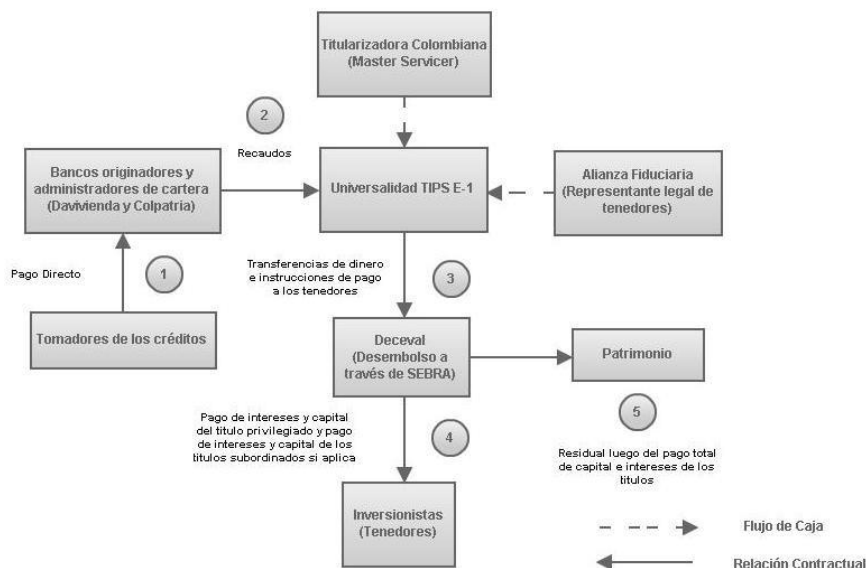 Titularizadora Colombiana
(Master Servicer)
2
Recaudos
Bancos originadores y
administradores de cartera
(Davivienda y Colpatria)
Universalidad TIPS E-1
Alianza Fiduciaria
(Representante legal de
tenedores)
Pago Directo
1
Transferencias de dinero
e instrucciones de pago
a los tenedores
3
Tomadores de los créditos
Deceval
(Desembolso a
través de SEBRA)
Patrimonio
Pago de intereses y capital
del titulo privilegiado y pago
de intereses y capital de los
titulos subordinados si aplica
4
5
Residual luego del pago total
de capital e intereses de los
titulos
Inversionistas
(Tenedores)
Flujo de Caja
Relación Contractual